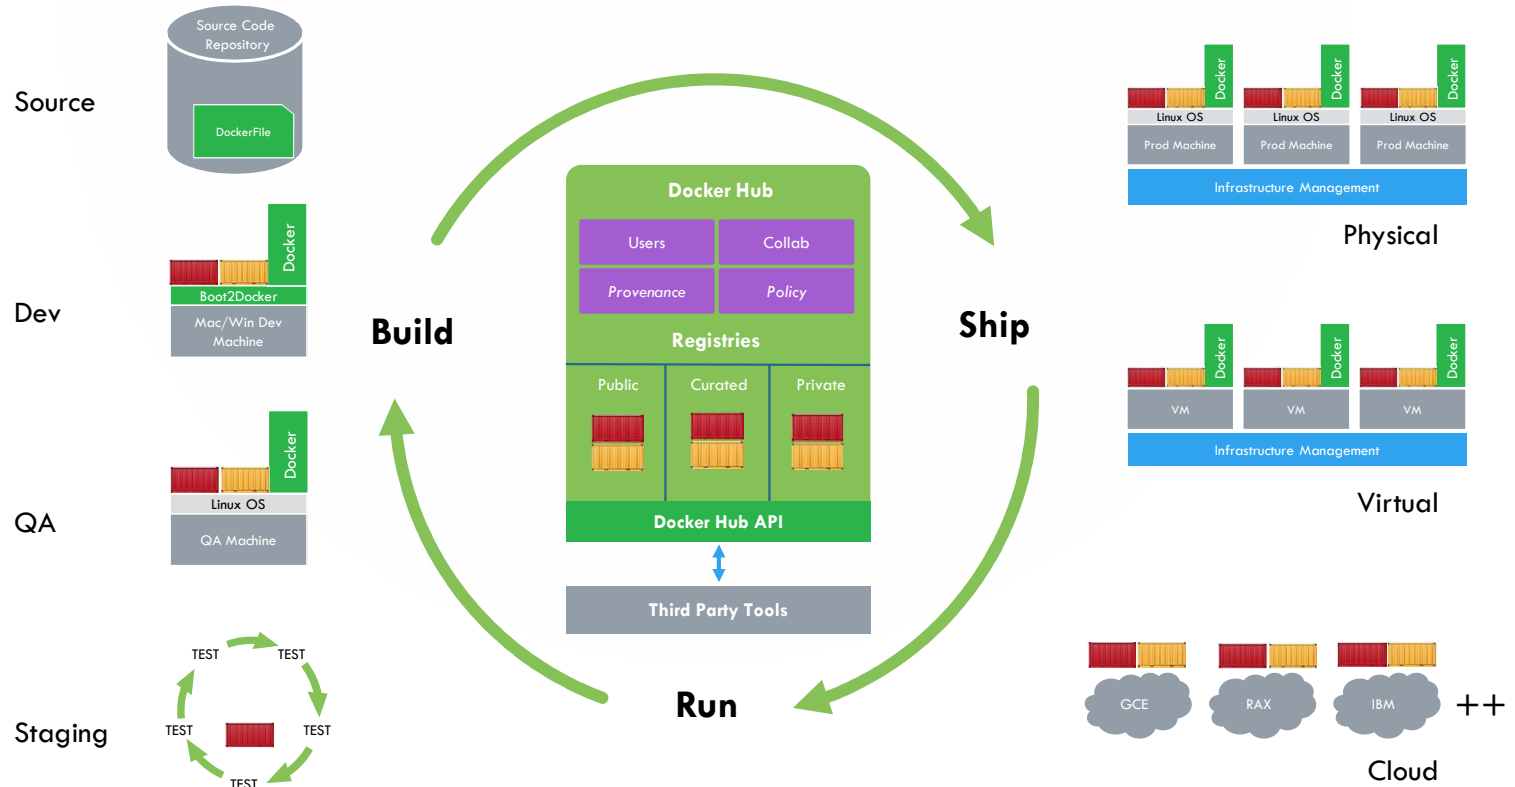 Source
Source Code
Repository
DockerFile
Dev
Docker
Boot2Docker
Mac/Win Dev
Machine
QA
Docker
Linux OS
QA Machine
Staging
TEST
TEST
TEST
TEST
TEST
Build
Ship
Run
Docker Hub
Users
Collab
Provenance
Policy
Registries
Public
Curated
Private
Docker Hub API
Third Party Tools
Docker
Docker
Docker
Linux OS
Linux OS
Linux OS
Prod Machine
Prod Machine
Prod Machine
Infrastructure Management
Physical
Docker
Docker
Docker
VM
VM
VM
Infrastructure Management
Virtual
GCE
RAX
IBM
++
Cloud